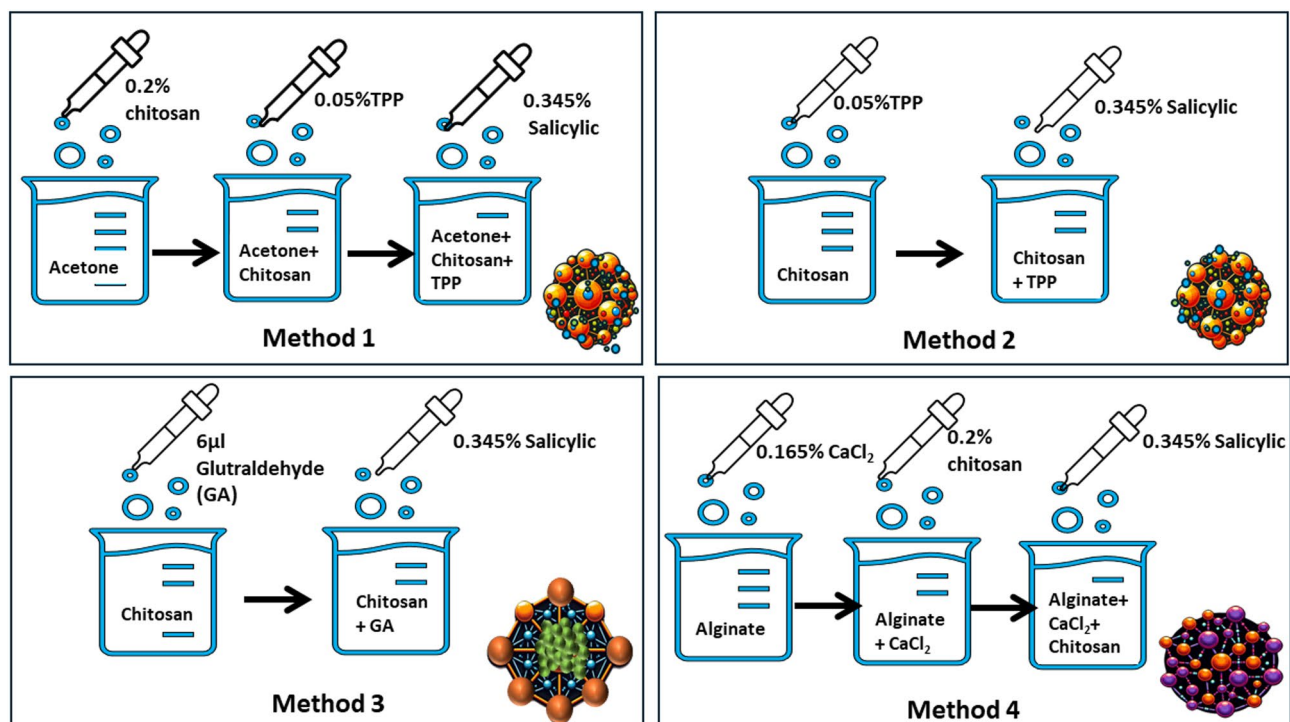 0.2%
chitosan
0.05%TPP
0.345%
Salicylic
Acetone
Acetone+
Chitosan
Acetone+
Chitosan+
TPP
Method 1
0.05%TPP
0.345% Salicylic
Chitosan
Chitosan
+ TPP
Method 2
6µl
Glutraldehyde
(GA)
0.345% Salicylic
Chitosan
Chitosan
+ GA
Method 3
0.165% CaCl₂
0.2%
chitosan
0.345% Salicylic
Alginate
Alginate
+ CaCl₂
Alginate+
CaCl₂+
Chitosan
Method 4